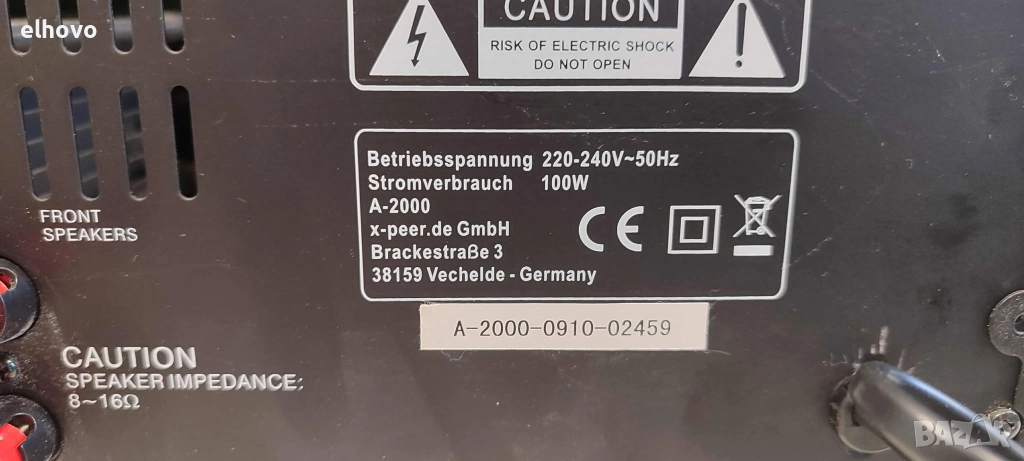 elhovo
CAUTION
RISK OF ELECTRIC SHOCK
DO NOT OPEN
Betriebsspannung 220-240V~50Hz
Stromverbrauch 100W
A-2000
x-peer.de GmbH
Brackestraße 3
38159 Vechelde - Germany
CE
A-2000-0910-02459
FRONT
SPEAKERS
CAUTION
SPEAKER IMPEDANCE:
8~16Ω
BAZAR